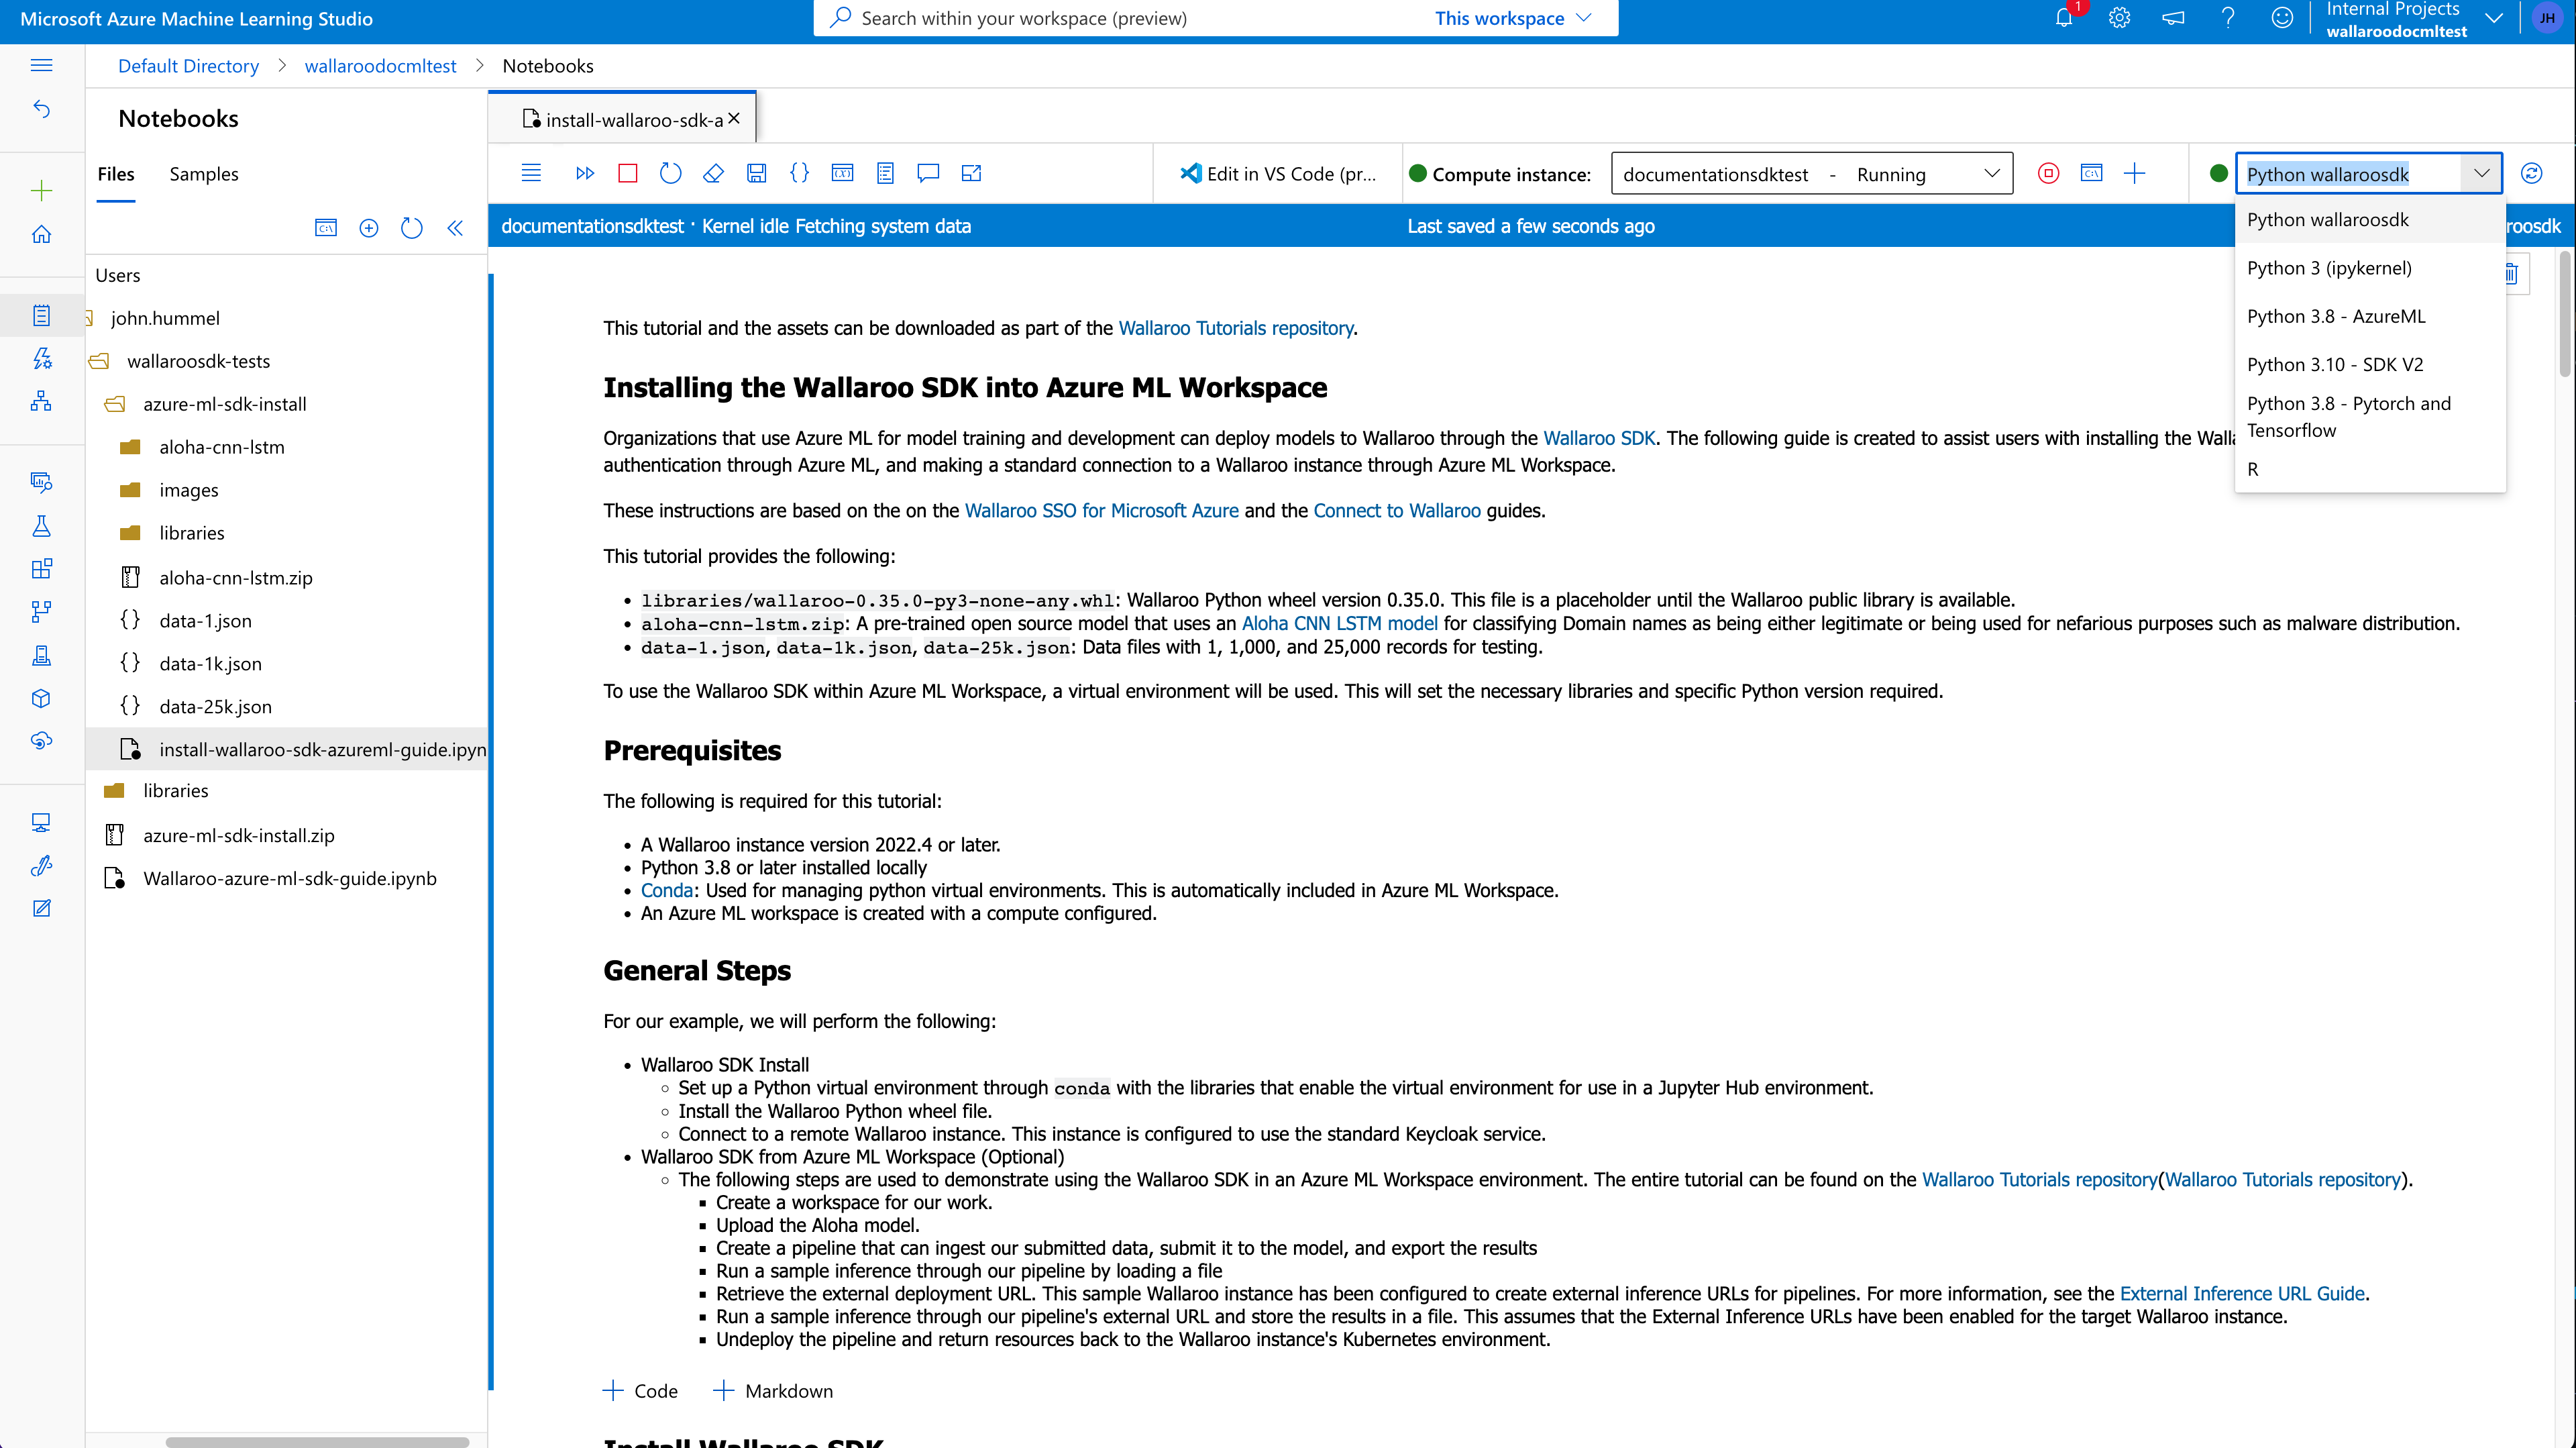 Microsoft Azure Machine Learning Studio
Search within your workspace (preview)
This workspace
1
Internal Projects
wallaroodocmltest
JH
Default Directory > wallaroodocmltest > Notebooks
Notebooks
install-wallaroo-sdk-a
Files
Samples
Edit in VS Code (pr...
Compute instance:
documentationsdktest - Running
Python wallaroosdk
documentationsdktest · Kernel idle Fetching system data
Last saved a few seconds ago
roosdk
Python wallaroosdk
Python 3 (ipykernel)
Python 3.8 - AzureML
Python 3.10 - SDK V2
Python 3.8 - Pytorch and
Tensorflow
R
Users
john.hummel
wallaroosdk-tests
azure-ml-sdk-install
aloha-cnn-lstm
images
libraries
aloha-cnn-lstm.zip
data-1.json
data-1k.json
data-25k.json
install-wallaroo-sdk-azureml-guide.ipyn
libraries
azure-ml-sdk-install.zip
Wallaroo-azure-ml-sdk-guide.ipynb
This tutorial and the assets can be downloaded as part of the Wallaroo Tutorials repository.
Installing the Wallaroo SDK into Azure ML Workspace
Organizations that use Azure ML for model training and development can deploy models to Wallaroo through the Wallaroo SDK. The following guide is created to assist users with installing the Walla
authentication through Azure ML, and making a standard connection to a Wallaroo instance through Azure ML Workspace.
These instructions are based on the on the Wallaroo SSO for Microsoft Azure and the Connect to Wallaroo guides.
This tutorial provides the following:
• libraries/wallaroo-0.35.0-py3-none-any.whl: Wallaroo Python wheel version 0.35.0. This file is a placeholder until the Wallaroo public library is available.
• aloha-cnn-lstm.zip: A pre-trained open source model that uses an Aloha CNN LSTM model for classifying Domain names as being either legitimate or being used for nefarious purposes such as malware distribution.
• data-1.json, data-1k.json, data-25k.json: Data files with 1, 1,000, and 25,000 records for testing.
To use the Wallaroo SDK within Azure ML Workspace, a virtual environment will be used. This will set the necessary libraries and specific Python version required.
Prerequisites
The following is required for this tutorial:
• A Wallaroo instance version 2022.4 or later.
• Python 3.8 or later installed locally
• Conda: Used for managing python virtual environments. This is automatically included in Azure ML Workspace.
• An Azure ML workspace is created with a compute configured.
General Steps
For our example, we will perform the following:
• Wallaroo SDK Install
◦ Set up a Python virtual environment through conda with the libraries that enable the virtual environment for use in a Jupyter Hub environment.
◦ Install the Wallaroo Python wheel file.
◦ Connect to a remote Wallaroo instance. This instance is configured to use the standard Keycloak service.
• Wallaroo SDK from Azure ML Workspace (Optional)
◦ The following steps are used to demonstrate using the Wallaroo SDK in an Azure ML Workspace environment. The entire tutorial can be found on the Wallaroo Tutorials repository(Wallaroo Tutorials repository).
▪ Create a workspace for our work.
▪ Upload the Aloha model.
▪ Create a pipeline that can ingest our submitted data, submit it to the model, and export the results
▪ Run a sample inference through our pipeline by loading a file
▪ Retrieve the external deployment URL. This sample Wallaroo instance has been configured to create external inference URLs for pipelines. For more information, see the External Inference URL Guide.
▪ Run a sample inference through our pipeline's external URL and store the results in a file. This assumes that the External Inference URLs have been enabled for the target Wallaroo instance.
▪ Undeploy the pipeline and return resources back to the Wallaroo instance's Kubernetes environment.
+ Code + Markdown
Install Wallaroo SDK